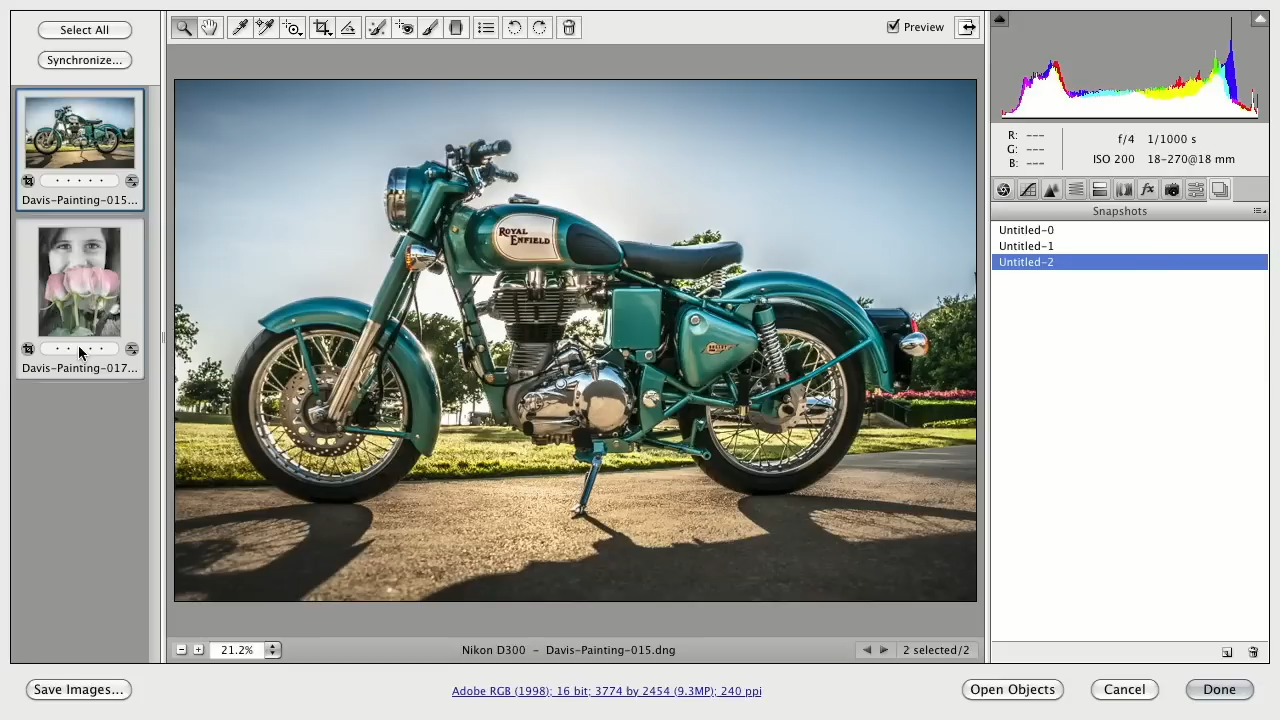 Select All
Synchronize...
Davis-Painting-015...
Davis-Painting-017...
Preview
ROYAL
ENFIELD
R: ---
G: ---
B: ---
f/4 1/1000 s
ISO 200 18-270@18 mm
fx
Snapshots
Untitled-0
Untitled-1
Untitled-2
21.2%
Nikon D300 - Davis-Painting-015.dng
2 selected/2
Save Images...
Adobe RGB (1998); 16 bit; 3774 by 2454 (9.3MP); 240 ppi
Open Objects
Cancel
Done